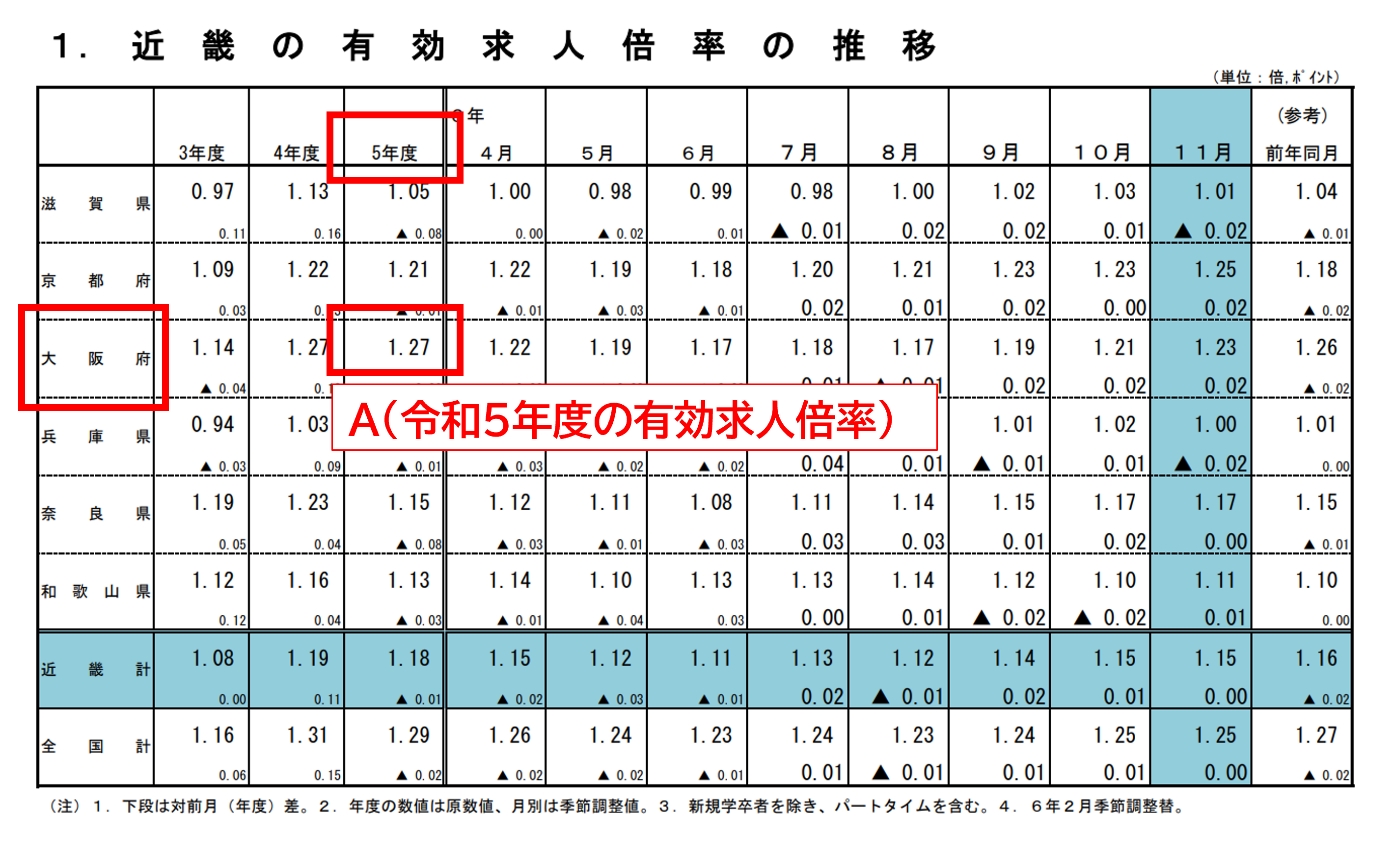 １．近畿の有効求人倍率の推移
（単位：倍,ﾎﾟｲﾝﾄ）
年 （参考）
3年度 4年度 5年度 4月 5月 6月 7月 8月 9月 10月 11月 前年同月
滋賀県 0.97 1.13 1.05 1.00 0.98 0.99 0.98 1.00 1.02 1.03 1.01 1.04
0.11 0.16 ▲ 0.08 0.00 ▲ 0.02 0.01 ▲ 0.01 0.02 0.02 0.01 ▲ 0.02 ▲ 0.01
京都府 1.09 1.22 1.21 1.22 1.19 1.18 1.20 1.21 1.23 1.23 1.25 1.18
0.03 ▲ 0.01 ▲ 0.01 ▲ 0.03 ▲ 0.01 0.02 0.01 0.02 0.00 0.02 ▲ 0.02
大阪府 1.14 1.27 1.27 1.22 1.19 1.17 1.18 1.17 1.19 1.21 1.23 1.26
▲ 0.04 0.02 0.02 0.02 ▲ 0.02
A（令和5年度の有効求人倍率）
兵庫県 0.94 1.03 1.01 1.02 1.00 1.01
▲ 0.03 0.09 ▲ 0.01 ▲ 0.03 ▲ 0.02 ▲ 0.02 0.04 0.01 ▲ 0.01 0.01 ▲ 0.02 0.00
奈良県 1.19 1.23 1.15 1.12 1.11 1.08 1.11 1.14 1.15 1.17 1.17 1.15
0.05 0.04 ▲ 0.08 ▲ 0.03 ▲ 0.01 ▲ 0.03 0.03 0.03 0.01 0.02 0.00 ▲ 0.01
和歌山県 1.12 1.16 1.13 1.14 1.10 1.13 1.13 1.14 1.12 1.10 1.11 1.10
0.12 0.04 ▲ 0.03 ▲ 0.01 ▲ 0.04 0.03 0.00 0.01 ▲ 0.02 ▲ 0.02 0.01 0.00
近畿計 1.08 1.19 1.18 1.15 1.12 1.11 1.13 1.12 1.14 1.15 1.15 1.16
0.00 0.11 ▲ 0.01 ▲ 0.02 ▲ 0.03 ▲ 0.01 0.02 ▲ 0.01 0.02 0.01 0.00 ▲ 0.02
全国計 1.16 1.31 1.29 1.26 1.24 1.23 1.24 1.23 1.24 1.25 1.25 1.27
0.06 0.15 ▲ 0.02 ▲ 0.02 ▲ 0.02 ▲ 0.01 0.01 ▲ 0.01 0.01 0.01 0.00 ▲ 0.02
（注）１．下段は対前月（年度）差。２．年度の数値は原数値、月別は季節調整値。３．新規学卒者を除き、パートタイムを含む。４．６年２月季節調整替。